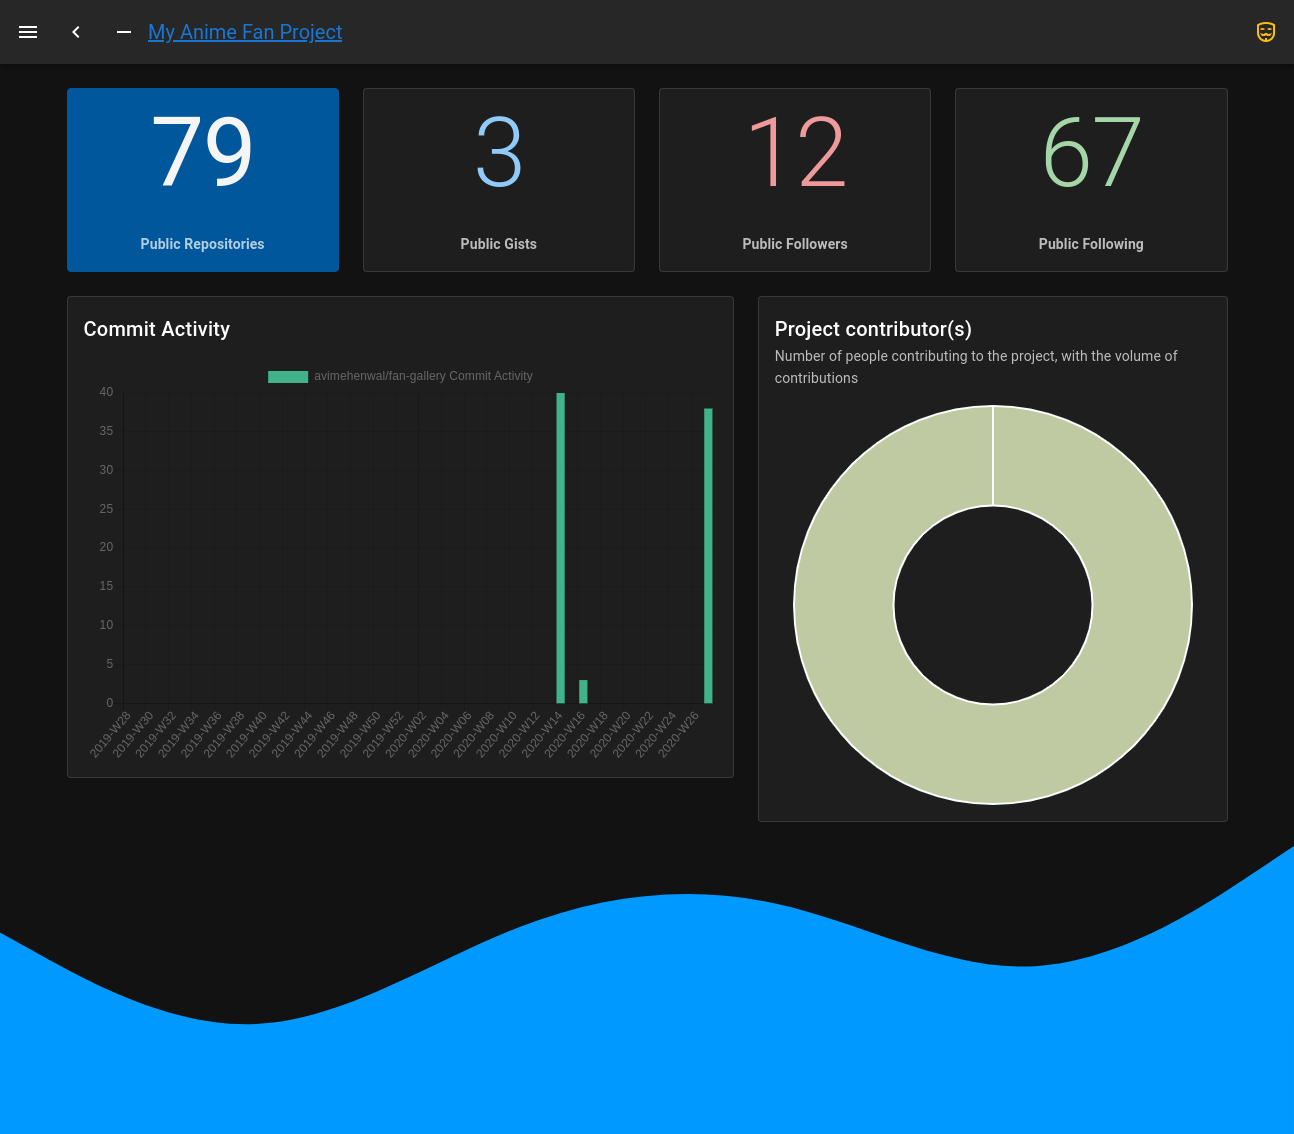 My Anime Fan Project
79
3
12
67
Public Repositories
Public Gists
Public Followers
Public Following
Commit Activity
avimehenwal/fan-gallery Commit Activity
40
35
30
25
20
15
10
5
0
2019-W28
2019-W30
2019-W32
2019-W34
2019-W36
2019-W38
2019-W40
2019-W42
2019-W44
2019-W46
2019-W48
2019-W50
2019-W52
2020-W02
2020-W04
2020-W06
2020-W08
2020-W10
2020-W12
2020-W14
2020-W16
2020-W18
2020-W20
2020-W22
2020-W24
2020-W26
Project contributor(s)
Number of people contributing to the project, with the volume of
contributions